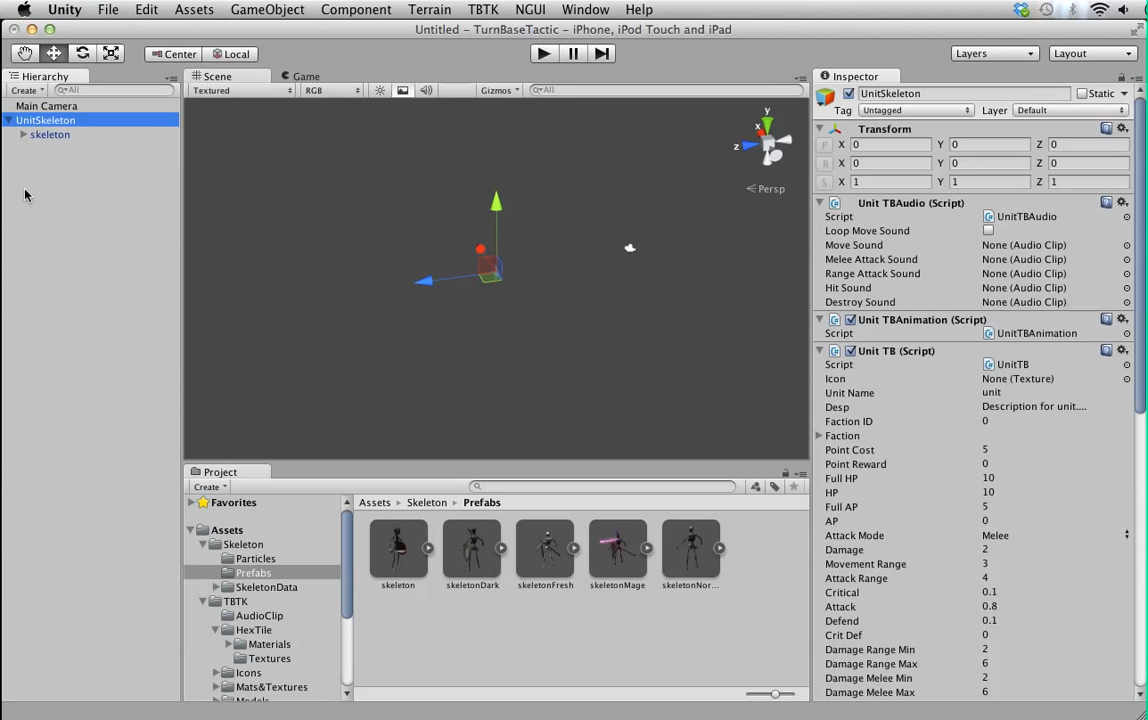 Unity File Edit Assets GameObject Component Terrain TBTK NGUI Window Help
Untitled - TurnBaseTactic - iPhone, iPod Touch and iPad
Center Local Layers Layout
Hierarchy
Create All
Main Camera
UnitSkeleton
skeleton
Scene Game
Textured RGB Gizmos All
y
x
z
Persp
Project
Create
Favorites
Assets
Skeleton
Particles
Prefabs
SkeletonData
TBTK
AudioClip
HexTile
Materials
Textures
Icons
Mats&Textures
Models
Assets Skeleton Prefabs
skeleton skeletonDark skeletonFresh skeletonMage skeletonNor...
Inspector
UnitSkeleton Static
Tag Untagged Layer Default
Transform
P X 0 Y 0 Z 0
R X 0 Y 0 Z 0
S X 1 Y 1 Z 1
Unit TBAudio (Script)
Script UnitTBAudio
Loop Move Sound
Move Sound None (Audio Clip)
Melee Attack Sound None (Audio Clip)
Range Attack Sound None (Audio Clip)
Hit Sound None (Audio Clip)
Destroy Sound None (Audio Clip)
Unit TBAnimation (Script)
Script UnitTBAnimation
Unit TB (Script)
Script UnitTB
Icon None (Texture)
Unit Name unit
Desp Description for unit....
Faction ID 0
Faction
Point Cost 5
Point Reward 0
Full HP 10
HP 10
Full AP 5
AP 0
Attack Mode Melee
Damage 2
Movement Range 3
Attack Range 4
Critical 0.1
Attack 0.8
Defend 0.1
Crit Def 0
Damage Range Min 2
Damage Range Max 6
Damage Melee Min 2
Damage Melee Max 6